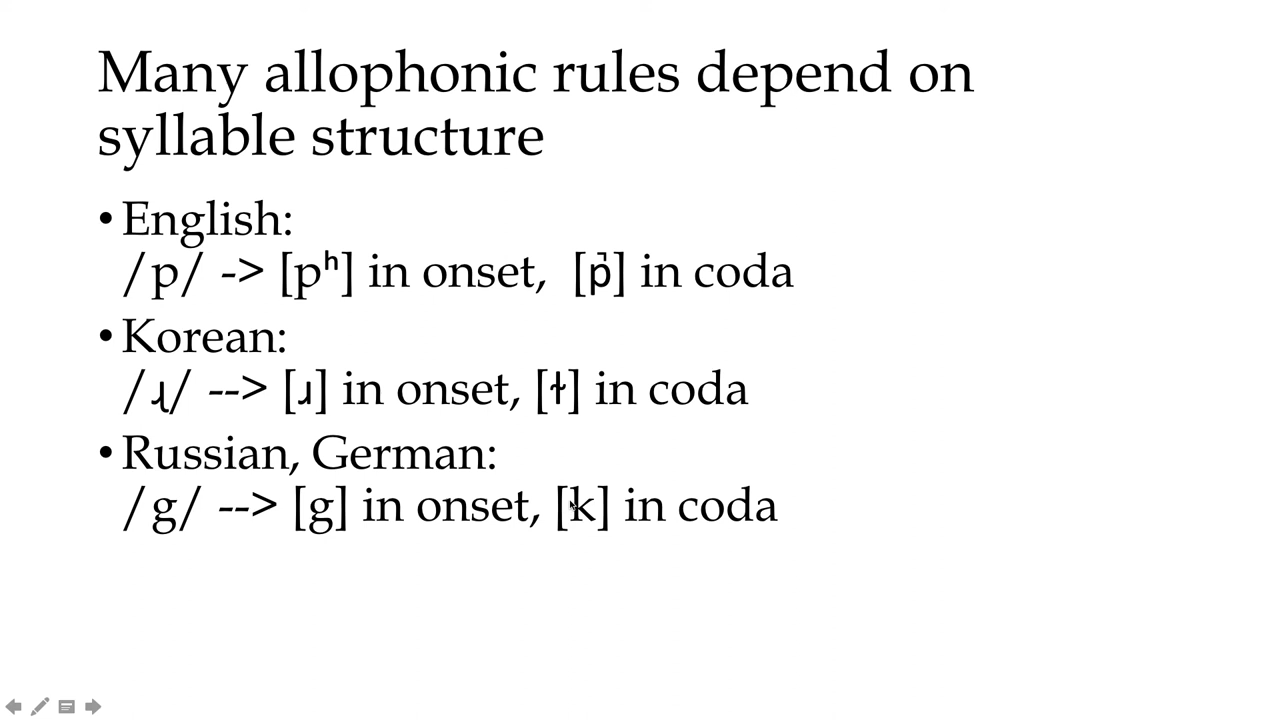 Many allophonic rules depend on
syllable structure
• English:
/p/ -> [pʰ] in onset, [p̚] in coda
• Korean:
/ɻ/ --> [ɹ] in onset, [ɫ] in coda
• Russian, German:
/g/ --> [g] in onset, [k] in coda